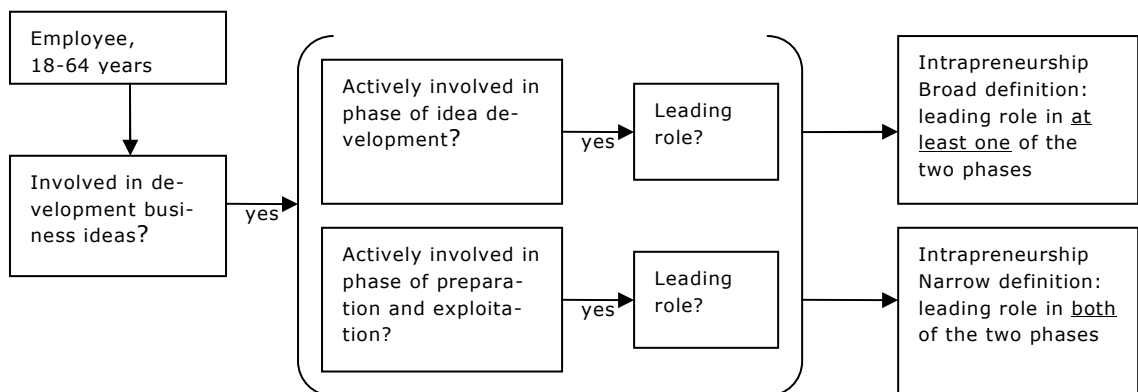 Employee,
18-64 years
Involved in de-
velopment busi-
ness ideas?
yes
Actively involved in
phase of idea de-
velopment?
yes
Leading
role?
Actively involved in
phase of prepara-
tion and exploita-
tion?
yes
Leading
role?
Intrapreneurship
Broad definition:
leading role in at
least one of the
two phases
Intrapreneurship
Narrow definition:
leading role in both
of the two phases